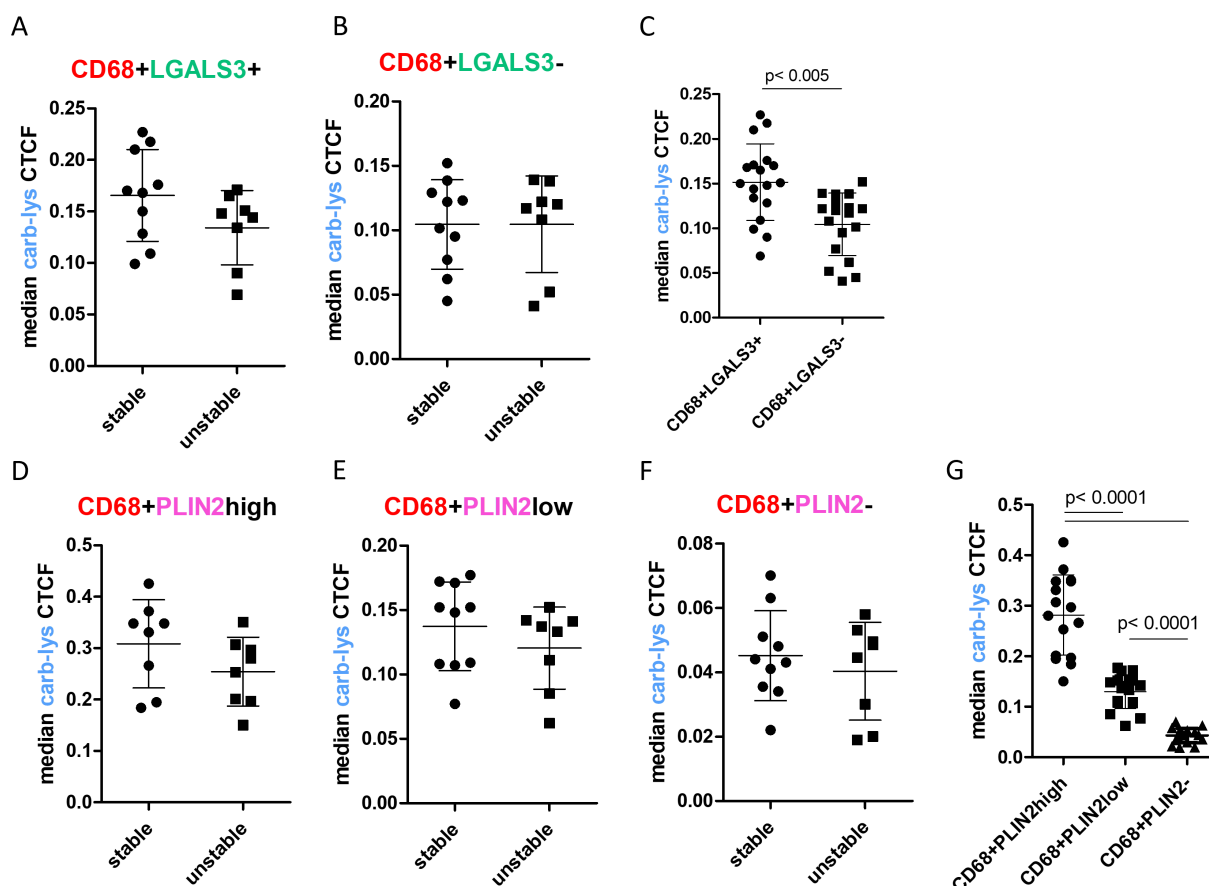 A
CD68+LGALS3+
median carb-lys CTCF
0.25
0.20
0.15
0.10
0.05
0.00
stable
unstable
B
CD68+LGALS3-
median carb-lys CTCF
0.20
0.15
0.10
0.05
0.00
stable
unstable
C
p< 0.005
median carb-lys CTCF
0.25
0.20
0.15
0.10
0.05
0.00
CD68+LGALS3+
CD68+LGALS3-
D
CD68+PLIN2high
median carb-lys CTCF
0.5
0.4
0.3
0.2
0.1
0.0
stable
unstable
E
CD68+PLIN2low
median carb-lys CTCF
0.20
0.15
0.10
0.05
0.00
stable
unstable
F
CD68+PLIN2-
median carb-lys CTCF
0.08
0.06
0.04
0.02
0.00
stable
unstable
G
p< 0.0001
p< 0.0001
median carb-lys CTCF
0.5
0.4
0.3
0.2
0.1
0.0
CD68+PLIN2high
CD68+PLIN2low
CD68+PLIN2-